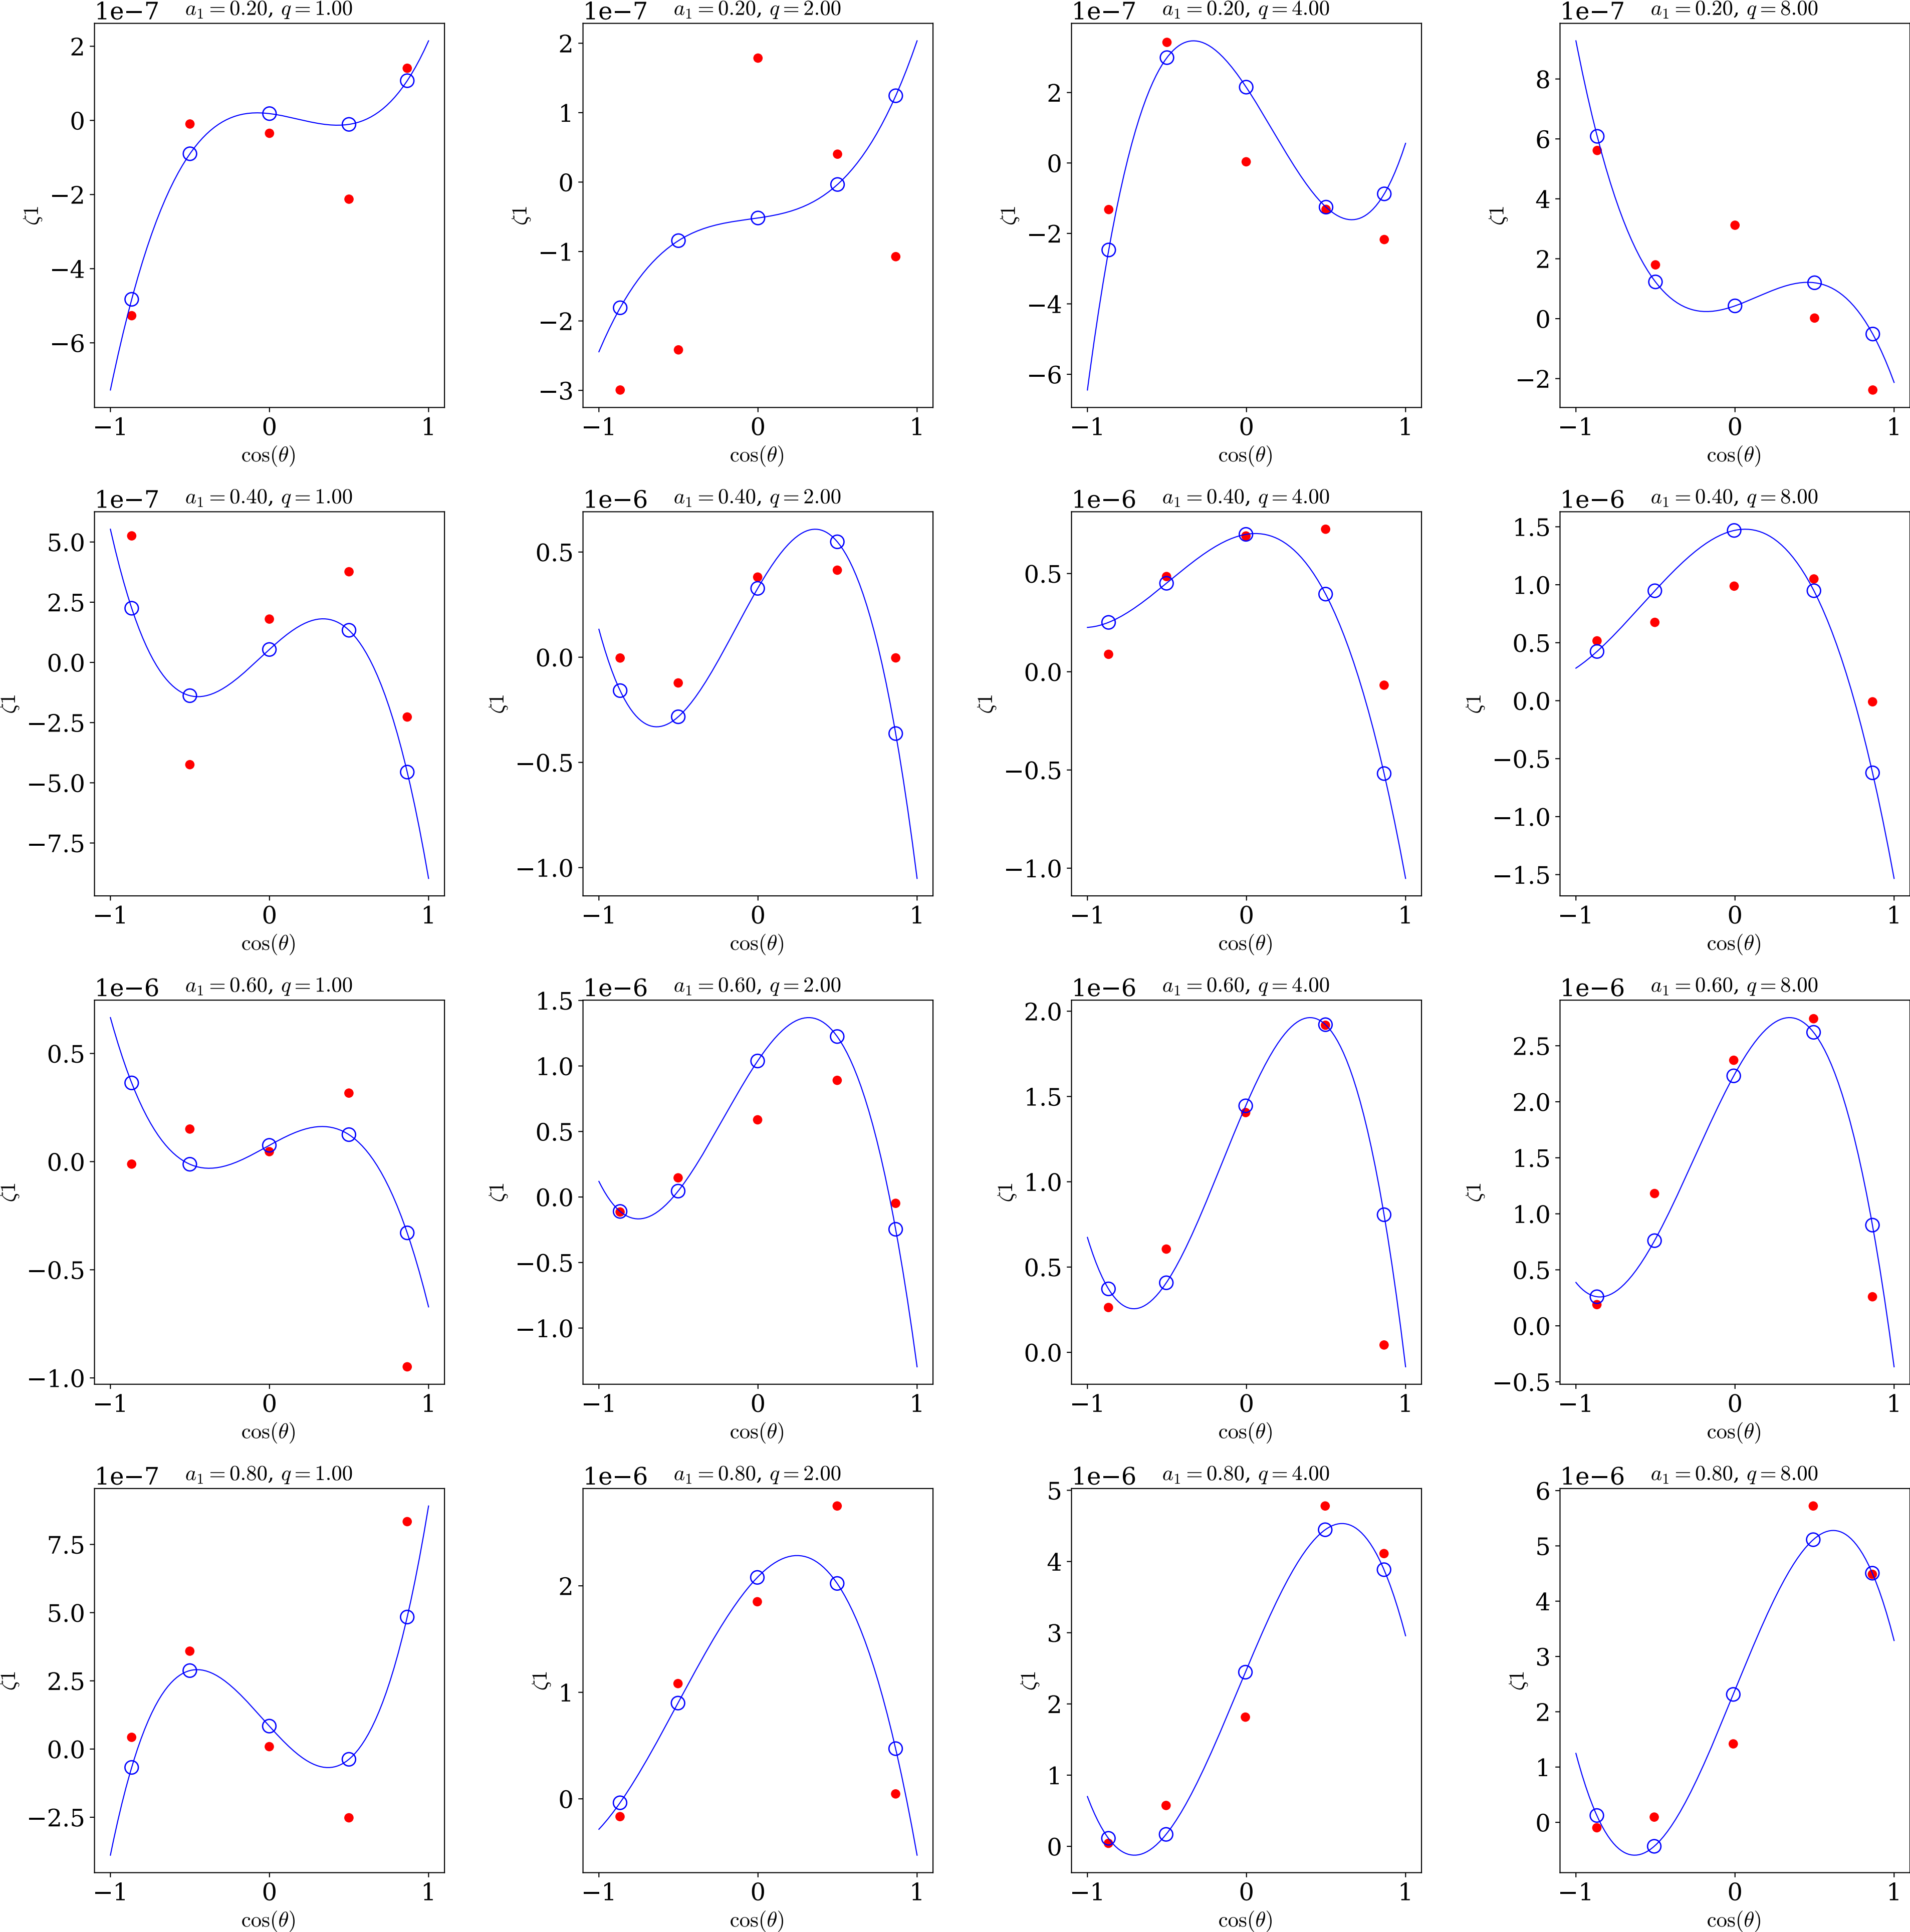 1e−7 a₁ = 0.20, q = 1.00
2
0
−2
−4
−6
ζ1
−1 0 1
cos(θ)
1e−7 a₁ = 0.20, q = 2.00
2
1
0
−1
−2
−3
ζ1
−1 0 1
cos(θ)
1e−7 a₁ = 0.20, q = 4.00
2
0
−2
−4
−6
ζ1
−1 0 1
cos(θ)
1e−7 a₁ = 0.20, q = 8.00
8
6
4
2
0
−2
ζ1
−1 0 1
cos(θ)
1e−7 a₁ = 0.40, q = 1.00
5.0
2.5
0.0
−2.5
−5.0
−7.5
ζ1
−1 0 1
cos(θ)
1e−6 a₁ = 0.40, q = 2.00
0.5
0.0
−0.5
−1.0
ζ1
−1 0 1
cos(θ)
1e−6 a₁ = 0.40, q = 4.00
0.5
0.0
−0.5
−1.0
ζ1
−1 0 1
cos(θ)
1e−6 a₁ = 0.40, q = 8.00
1.5
1.0
0.5
0.0
−0.5
−1.0
−1.5
ζ1
−1 0 1
cos(θ)
1e−6 a₁ = 0.60, q = 1.00
0.5
0.0
−0.5
−1.0
ζ1
−1 0 1
cos(θ)
1e−6 a₁ = 0.60, q = 2.00
1.5
1.0
0.5
0.0
−0.5
−1.0
ζ1
−1 0 1
cos(θ)
1e−6 a₁ = 0.60, q = 4.00
2.0
1.5
1.0
0.5
0.0
ζ1
−1 0 1
cos(θ)
1e−6 a₁ = 0.60, q = 8.00
2.5
2.0
1.5
1.0
0.5
0.0
−0.5
ζ1
−1 0 1
cos(θ)
1e−7 a₁ = 0.80, q = 1.00
7.5
5.0
2.5
0.0
−2.5
ζ1
−1 0 1
cos(θ)
1e−6 a₁ = 0.80, q = 2.00
2
1
0
ζ1
−1 0 1
cos(θ)
1e−6 a₁ = 0.80, q = 4.00
5
4
3
2
1
0
ζ1
−1 0 1
cos(θ)
1e−6 a₁ = 0.80, q = 8.00
6
5
4
3
2
1
0
ζ1
−1 0 1
cos(θ)